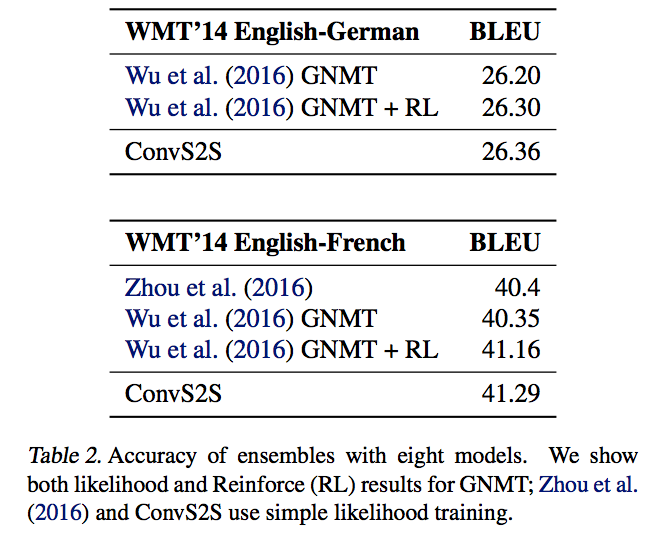 WMT’14 English-German BLEU
Wu et al. (2016) GNMT 26.20
Wu et al. (2016) GNMT + RL 26.30
ConvS2S 26.36
WMT’14 English-French BLEU
Zhou et al. (2016) 40.4
Wu et al. (2016) GNMT 40.35
Wu et al. (2016) GNMT + RL 41.16
ConvS2S 41.29
Table 2. Accuracy of ensembles with eight models. We show
both likelihood and Reinforce (RL) results for GNMT; Zhou et al.
(2016) and ConvS2S use simple likelihood training.